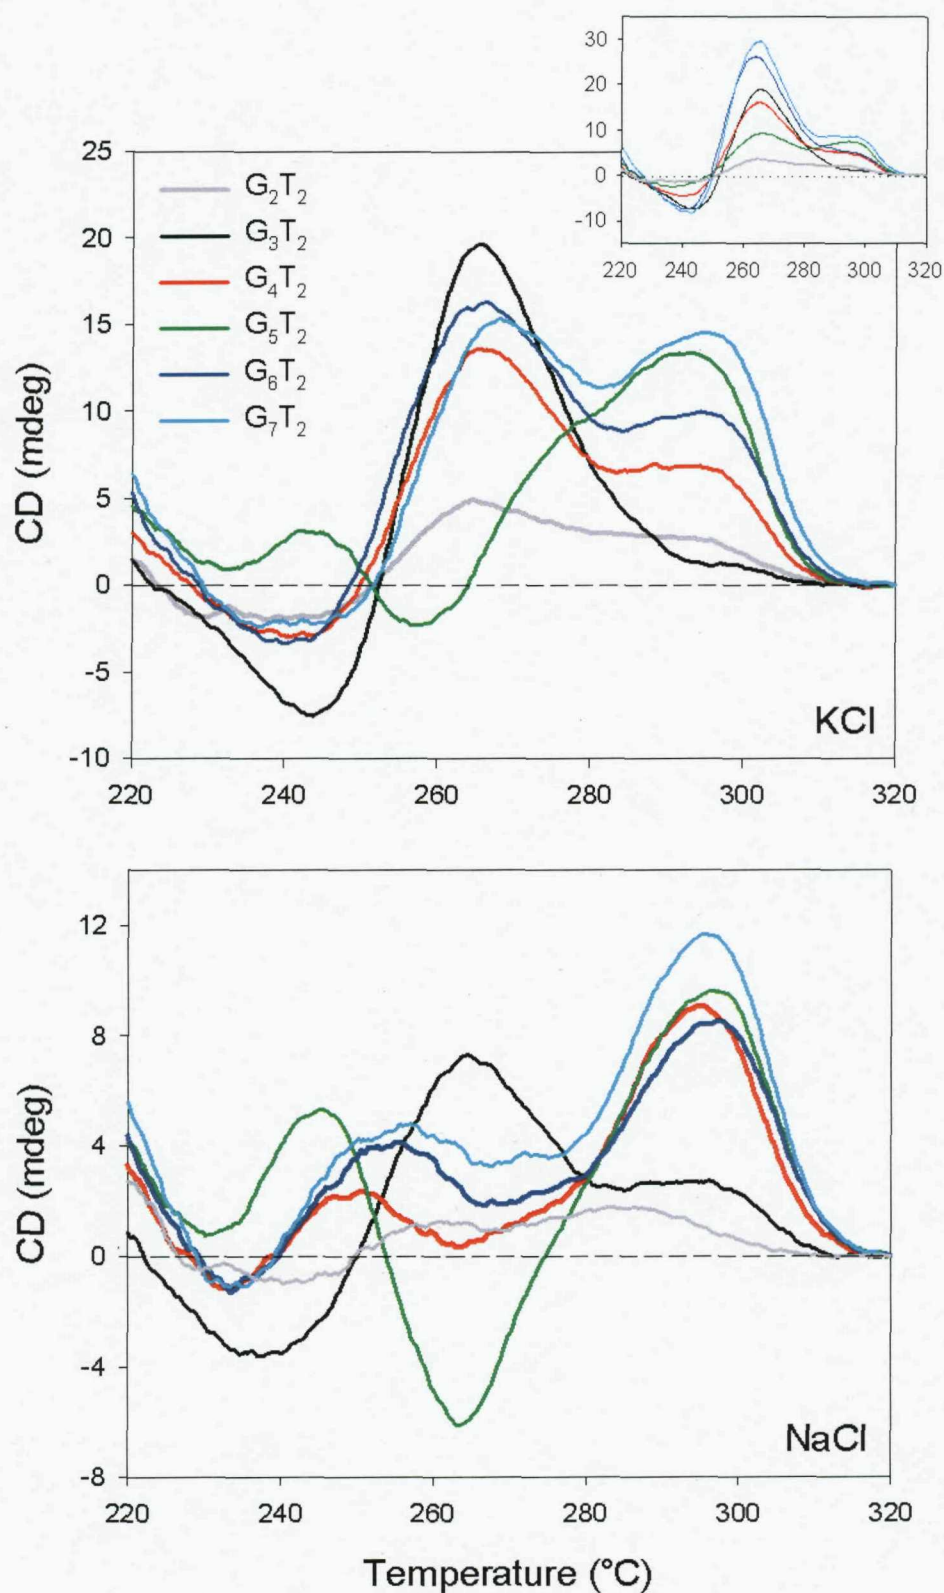 30
20
10
0
-10
220 240 260 280 300 320
25
20
15
10
5
0
-5
-10
CD (mdeg)
G₂T₂
G₃T₂
G₄T₂
G₅T₂
G₆T₂
G₇T₂
KCl
220 240 260 280 300 320
12
8
4
0
-4
-8
CD (mdeg)
NaCl
220 240 260 280 300 320
Temperature (°C)